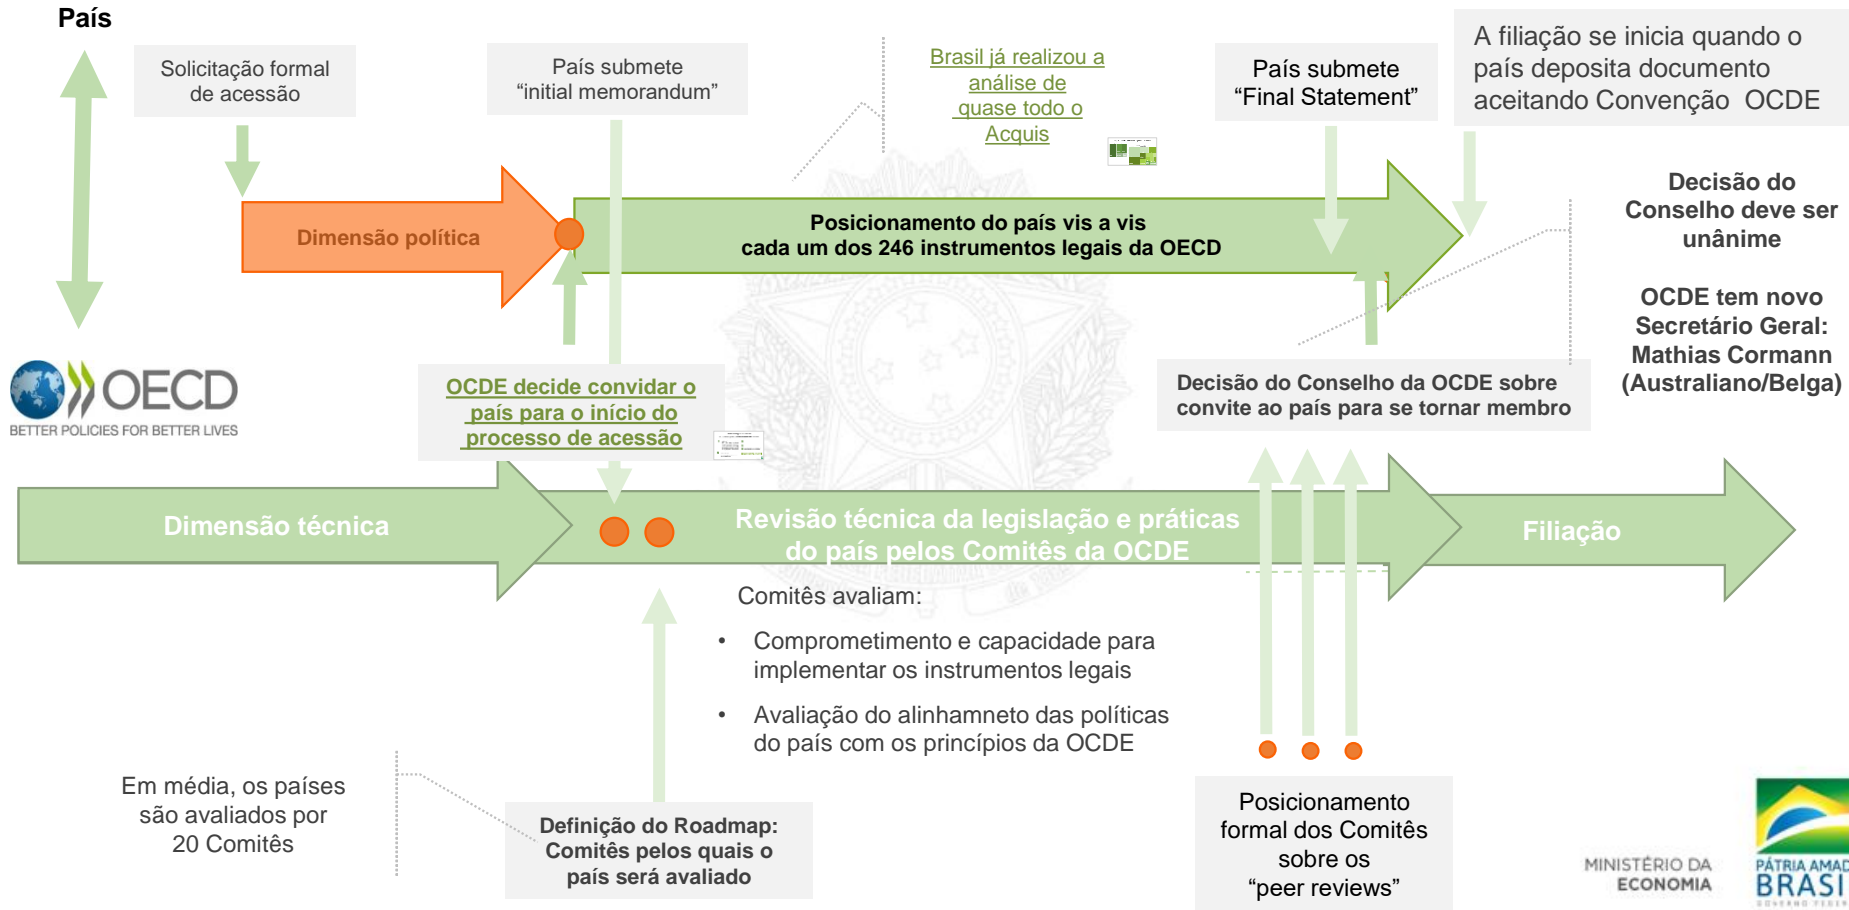 País
Solicitação formal
de acessão
País submete
“initial memorandum”
Brasil já realizou a
análise de
quase todo o
Acquis
País submete
“Final Statement”
A filiação se inicia quando o
país deposita documento
aceitando Convenção OCDE
Dimensão política
Posicionamento do país vis a vis
cada um dos 246 instrumentos legais da OECD
Decisão do
Conselho deve ser
unânime
OCDE tem novo
Secretário Geral:
Mathias Cormann
(Australiano/Belga)
OECD
BETTER POLICIES FOR BETTER LIVES
OCDE decide convidar o
país para o início do
processo de acessão
Decisão do Conselho da OCDE sobre
convite ao país para se tornar membro
Dimensão técnica
Revisão técnica da legislação e práticas
do país pelos Comitês da OCDE
Filiação
Comitês avaliam:
• Comprometimento e capacidade para
implementar os instrumentos legais
• Avaliação do alinhamneto das políticas
do país com os princípios da OCDE
Em média, os países
são avaliados por
20 Comitês
Definição do Roadmap:
Comitês pelos quais o
país será avaliado
Posicionamento
formal dos Comitês
sobre os
“peer reviews”
MINISTÉRIO DA
ECONOMIA
PÁTRIA AMAD
BRASI
GOVERNO FEDER